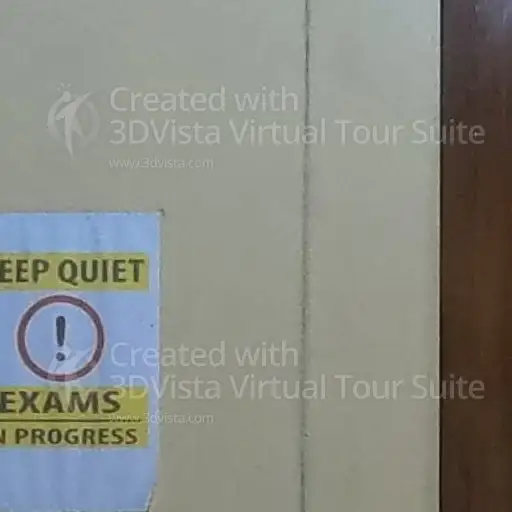 Created with
3DVista Virtual Tour Suite
www.3dvista.com
EEP QUIET
!
Created with
3DVista Virtual Tour Suite
www.3dvista.com
EXAMS
N PROGRESS